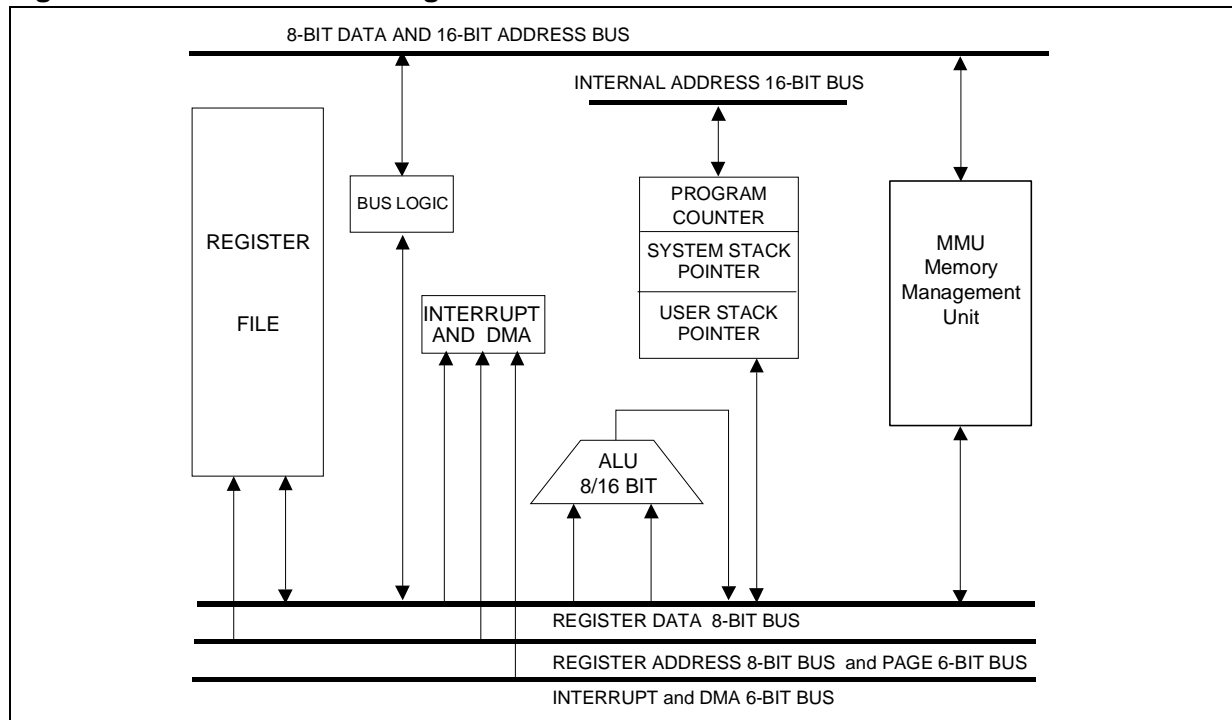 8-BIT DATA AND 16-BIT ADDRESS BUS
INTERNAL ADDRESS 16-BIT BUS
REGISTER
FILE
BUS LOGIC
INTERRUPT
AND DMA
PROGRAM
COUNTER
SYSTEM STACK
POINTER
USER STACK
POINTER
MMU
Memory
Management
Unit
ALU
8/16 BIT
REGISTER DATA 8-BIT BUS
REGISTER ADDRESS 8-BIT BUS and PAGE 6-BIT BUS
INTERRUPT and DMA 6-BIT BUS